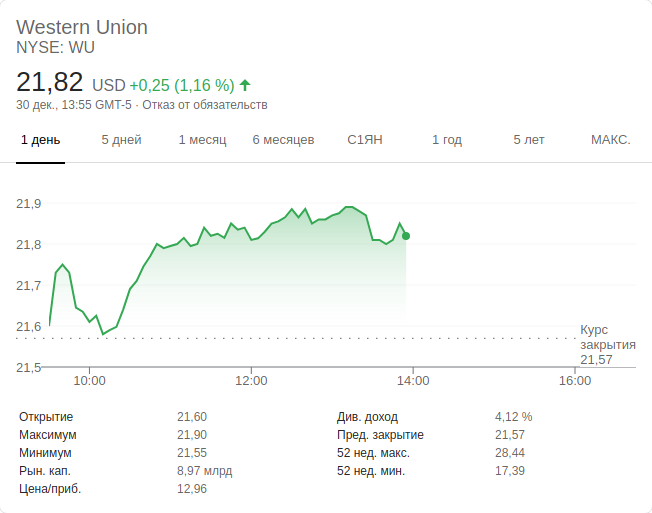 Western Union
NYSE: WU
21,82 USD +0,25 (1,16 %)
30 дек., 13:55 GMT-5 · Отказ от обязательств
1 день 5 дней 1 месяц 6 месяцев С1ЯН 1 год 5 лет МАКС.
21,9
21,8
21,7
21,6
Курс
закрытия
21,57
21,5
10:00 12:00 14:00 16:00
Открытие 21,60 Див. доход 4,12 %
Максимум 21,90 Пред. закрытие 21,57
Минимум 21,55 52 нед. макс. 28,44
Рын. кап. 8,97 млрд 52 нед. мин. 17,39
Цена/приб. 12,96